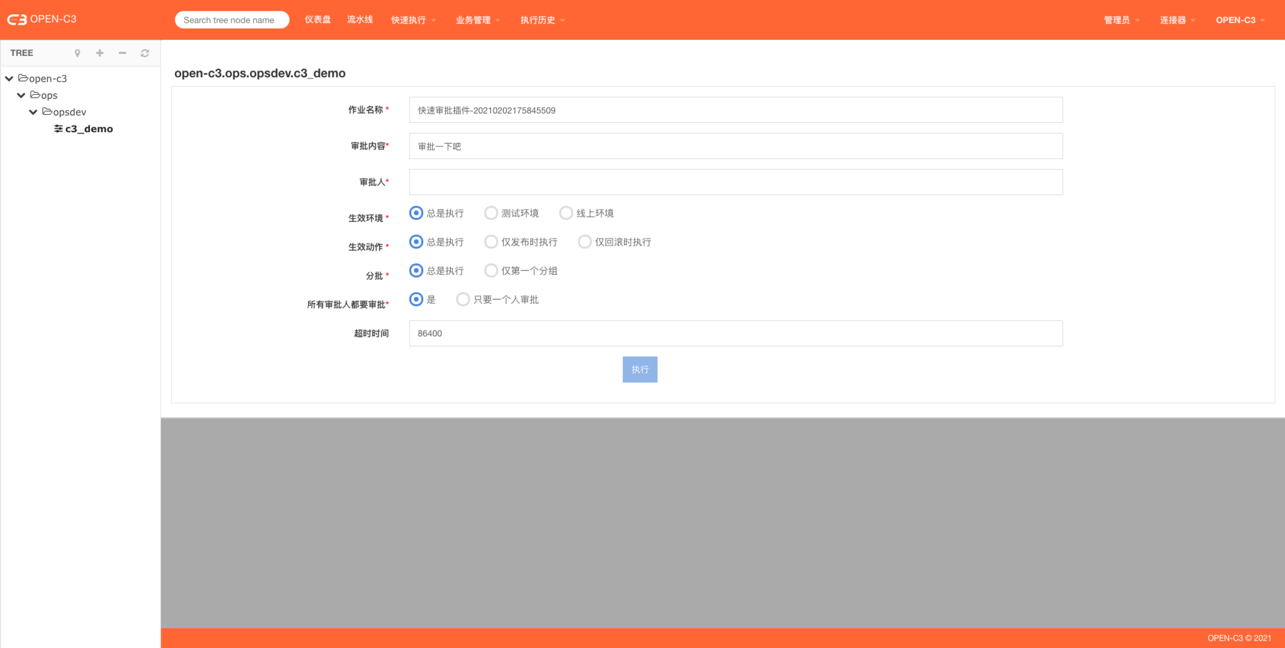 C3 OPEN-C3
Search tree node name
仪表盘
流水线
快速执行
业务管理
执行历史
管理员
连接器
OPEN-C3
TREE
open-c3
ops
opsdev
c3_demo
open-c3.ops.opsdev.c3_demo
作业名称 * 快速审批插件-20210202175845509
审批内容* 审批一下吧
审批人*
生效环境 * 总是执行 测试环境 线上环境
生效动作 * 总是执行 仅发布时执行 仅回滚时执行
分批 * 总是执行 仅第一个分组
所有审批人都要审批* 是 只要一个人审批
超时时间 86400
执行
OPEN-C3 © 2021